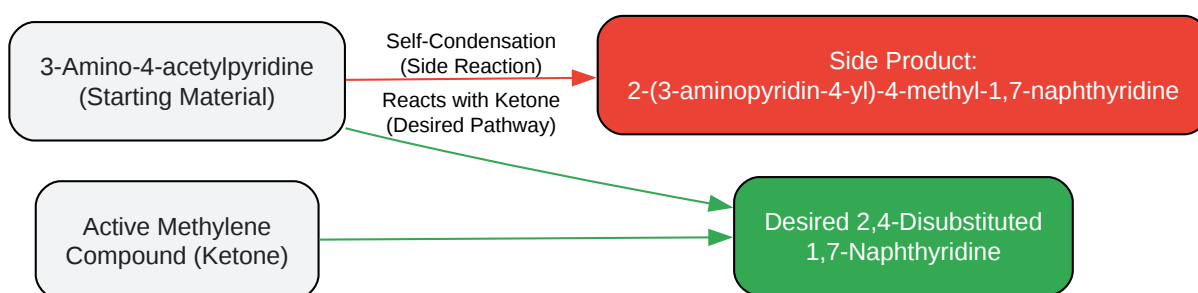 3-Amino-4-acetylpyridine
(Starting Material)
Self-Condensation
(Side Reaction)
Reacts with Ketone
(Desired Pathway)
Side Product:
2-(3-aminopyridin-4-yl)-4-methyl-1,7-naphthyridine
Active Methylene
Compound (Ketone)
Desired 2,4-Disubstituted
1,7-Naphthyridine